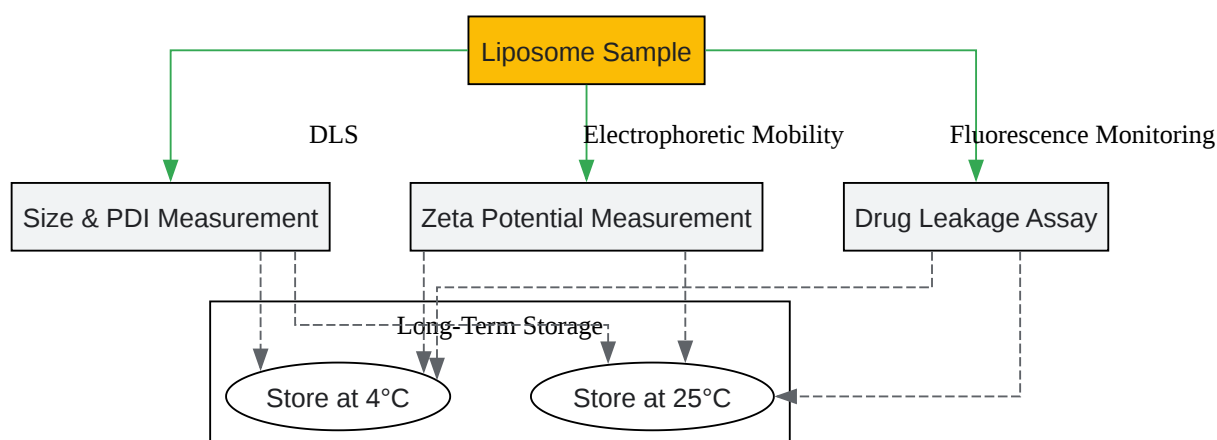 Liposome Sample
DLS
Electrophoretic Mobility
Fluorescence Monitoring
Size & PDI Measurement
Zeta Potential Measurement
Drug Leakage Assay
Long-Term Storage
Store at 4°C
Store at 25°C